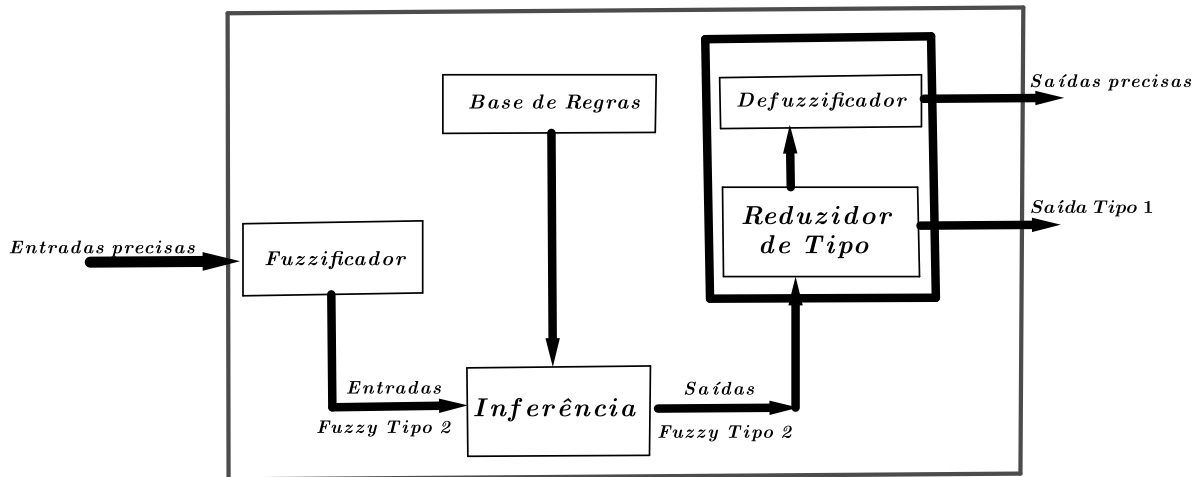 Saídas precisas
Defuzzificador
Base de Regras
Saída Tipo 1
Reduzidor
de Tipo
Entradas precisas
Fuzzificador
Entradas
Fuzzy Tipo 2
Inferência
Saídas
Fuzzy Tipo 2